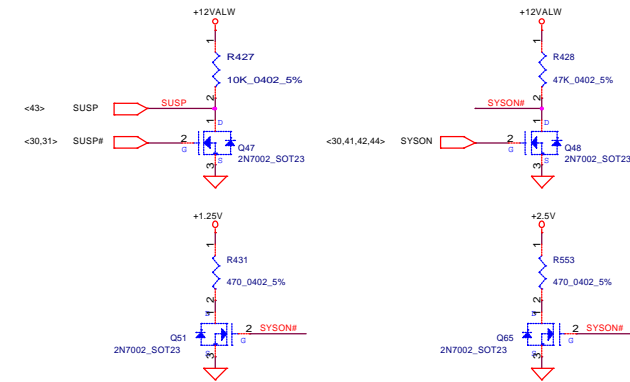 +12VALW
1
R427
10K_0402_5%
2
<43> SUSP SUSP
1
D
<30,31> SUSP# 2
G
Q47
2N7002_SOT23
S
3
+12VALW
1
R428
47K_0402_5%
2
SYSON#
1
D
<30,41,42,44> SYSON 2
G
Q48
2N7002_SOT23
S
3
+1.25V
1
R431
470_0402_5%
2
1
D
Q51
2 SYSON#
G
2N7002_SOT23
S
3
+2.5V
1
R553
470_0402_5%
2
1
D
Q65
2 SYSON#
G
2N7002_SOT23
S
3